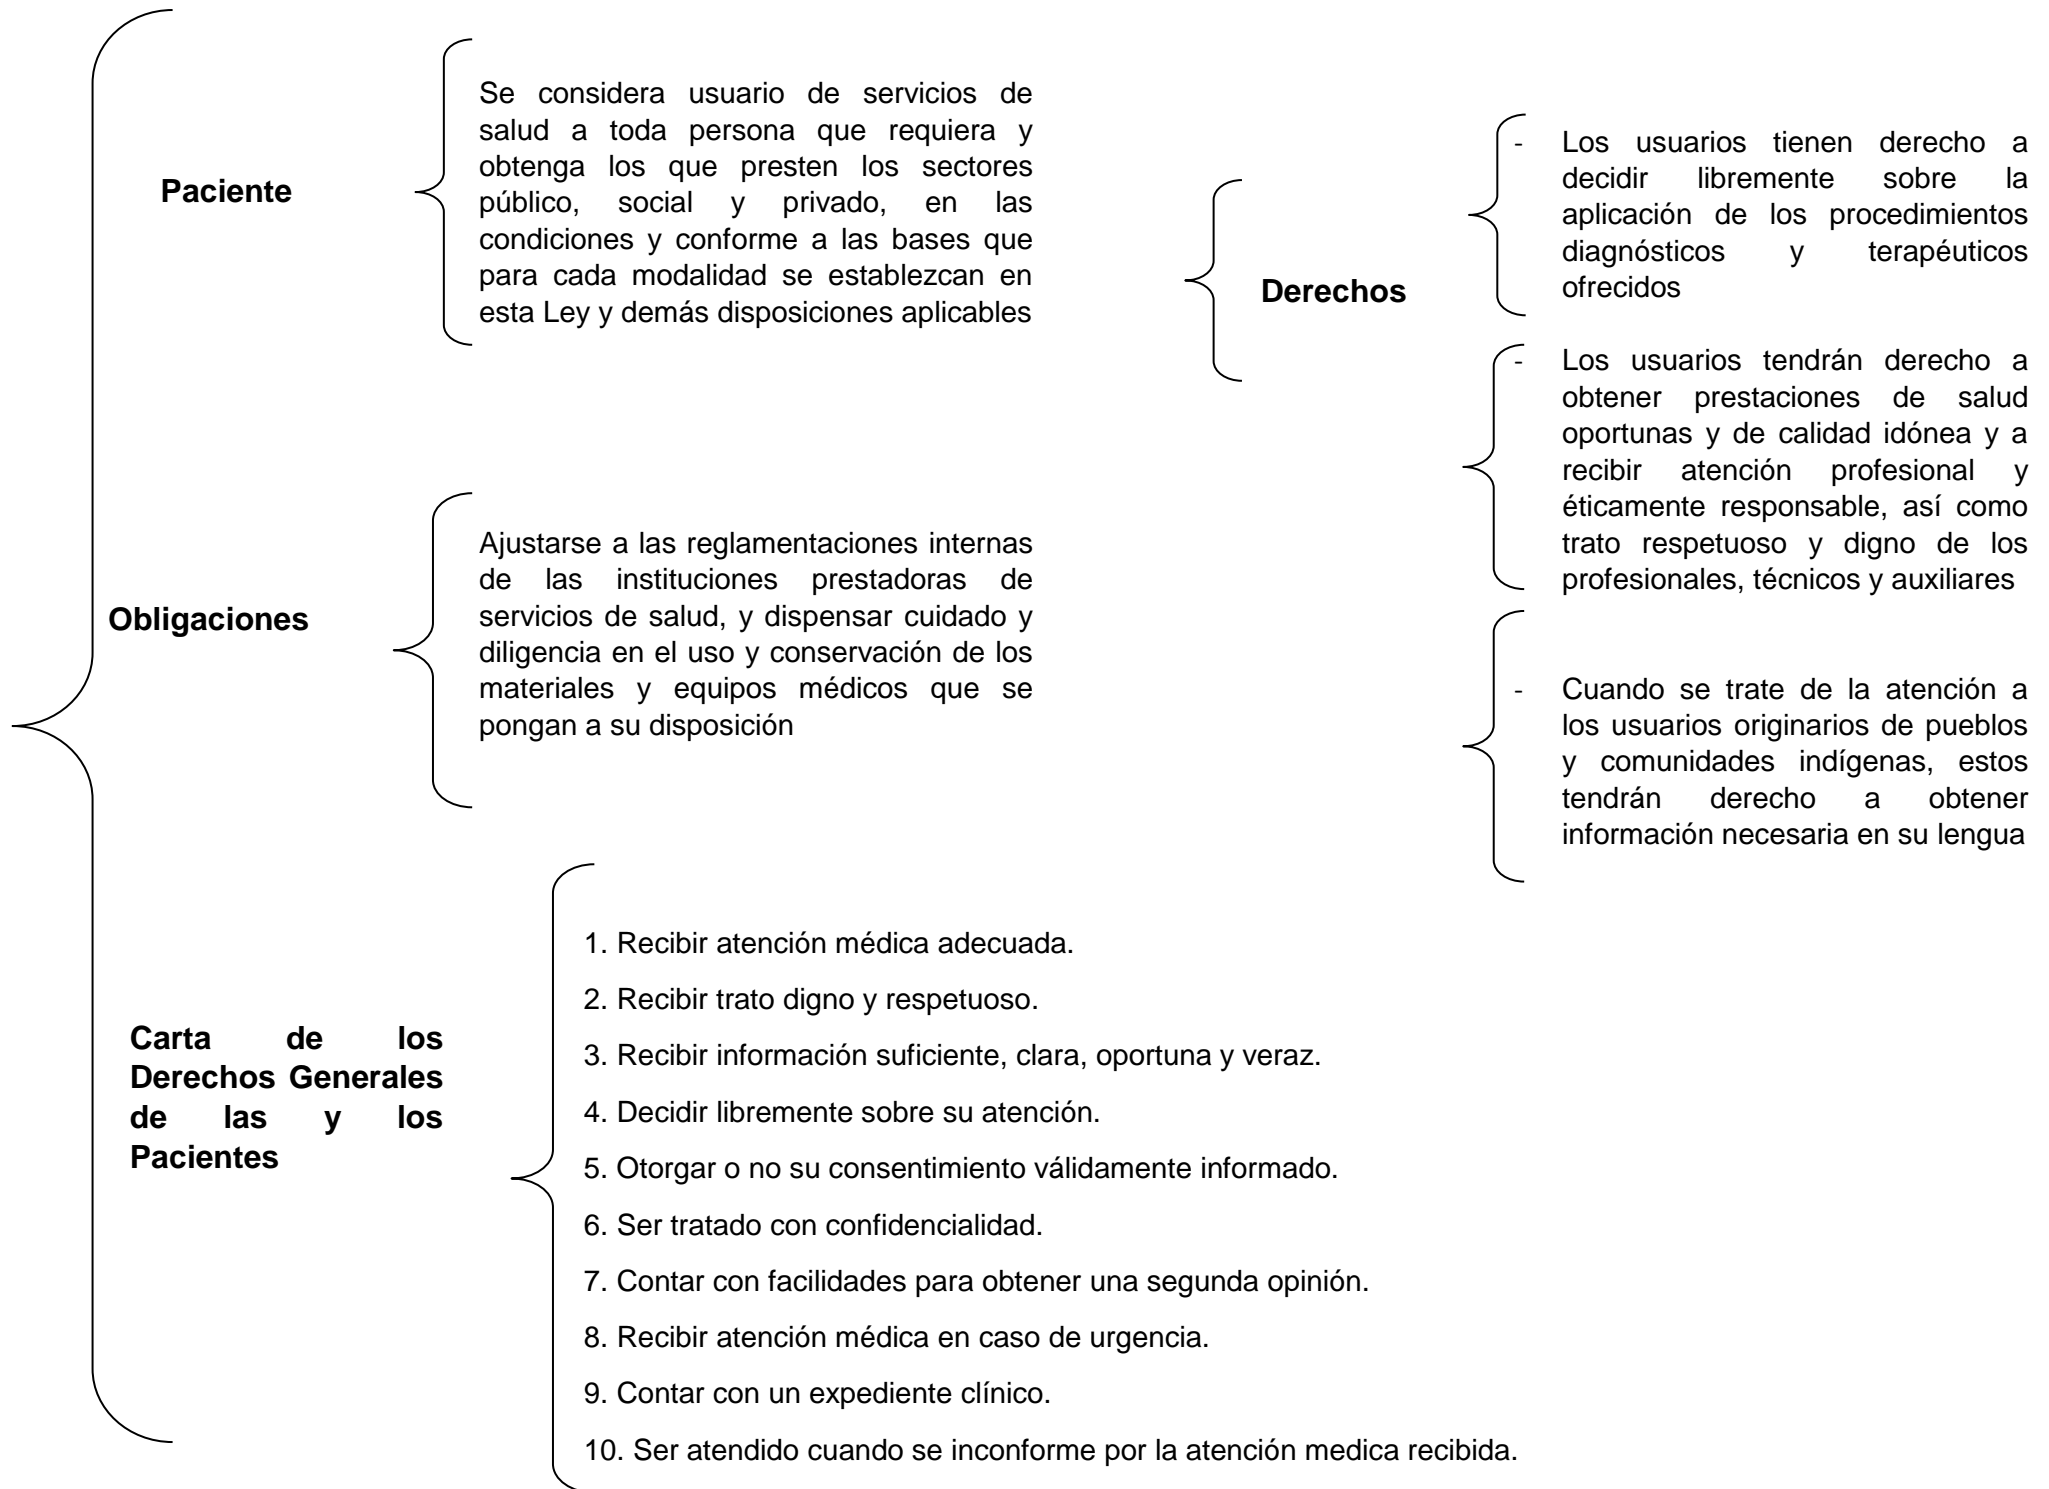 Paciente
Se considera usuario de servicios de
salud a toda persona que requiera y
obtenga los que presten los sectores
público, social y privado, en las
condiciones y conforme a las bases que
para cada modalidad se establezcan en
esta Ley y demás disposiciones aplicables
Derechos
- Los usuarios tienen derecho a
decidir libremente sobre la
aplicación de los procedimientos
diagnósticos y terapéuticos
ofrecidos
- Los usuarios tendrán derecho a
obtener prestaciones de salud
oportunas y de calidad idónea y a
recibir atención profesional y
éticamente responsable, así como
trato respetuoso y digno de los
profesionales, técnicos y auxiliares
- Cuando se trate de la atención a
los usuarios originarios de pueblos
y comunidades indígenas, estos
tendrán derecho a obtener
información necesaria en su lengua
Obligaciones
Ajustarse a las reglamentaciones internas
de las instituciones prestadoras de
servicios de salud, y dispensar cuidado y
diligencia en el uso y conservación de los
materiales y equipos médicos que se
pongan a su disposición
Carta de los
Derechos Generales
de las y los
Pacientes
1. Recibir atención médica adecuada.
2. Recibir trato digno y respetuoso.
3. Recibir información suficiente, clara, oportuna y veraz.
4. Decidir libremente sobre su atención.
5. Otorgar o no su consentimiento válidamente informado.
6. Ser tratado con confidencialidad.
7. Contar con facilidades para obtener una segunda opinión.
8. Recibir atención médica en caso de urgencia.
9. Contar con un expediente clínico.
10. Ser atendido cuando se inconforme por la atención medica recibida.